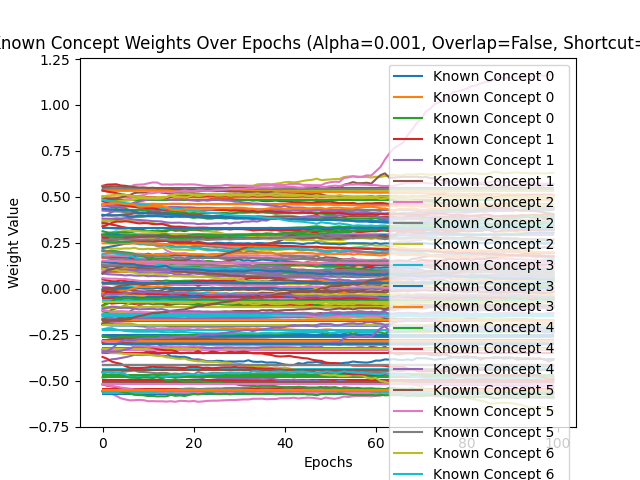 Known Concept Weights Over Epochs (Alpha=0.001, Overlap=False, Shortcut=
1.25
1.00
0.75
0.50
0.25
0.00
−0.25
−0.50
−0.75
Weight Value
0
20
40
60
80
100
Epochs
Known Concept 0
Known Concept 0
Known Concept 0
Known Concept 1
Known Concept 1
Known Concept 1
Known Concept 2
Known Concept 2
Known Concept 2
Known Concept 3
Known Concept 3
Known Concept 3
Known Concept 4
Known Concept 4
Known Concept 4
Known Concept 5
Known Concept 5
Known Concept 5
Known Concept 6
Known Concept 6